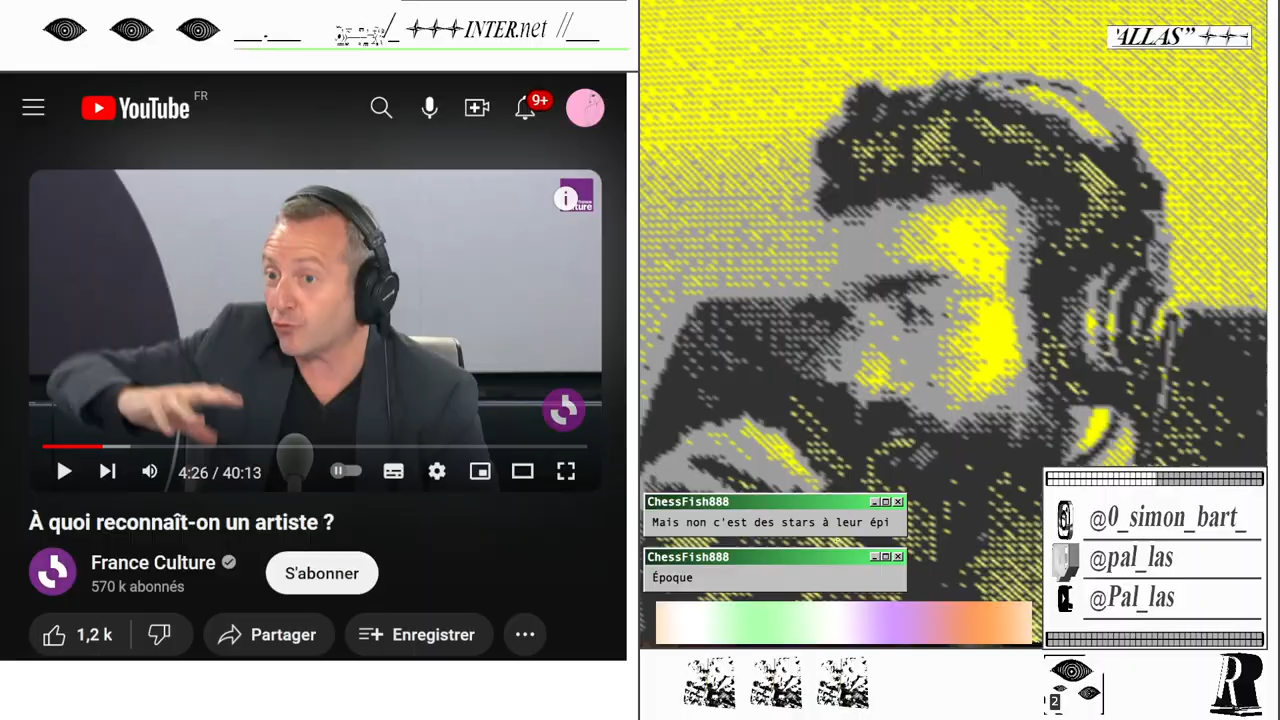 INTER.net //
'ALLAS”
YouTube
FR
9+
i
France
Culture
4:26 / 40:13
À quoi reconnaît-on un artiste ?
France Culture
570 k abonnés
S'abonner
1,2 k
Partager
Enregistrer
ChessFish888
Mais non c'est des stars à leur épi
ChessFish888
Époque
@0_simon_bart_
@pal_las
@Pal_las
2
R